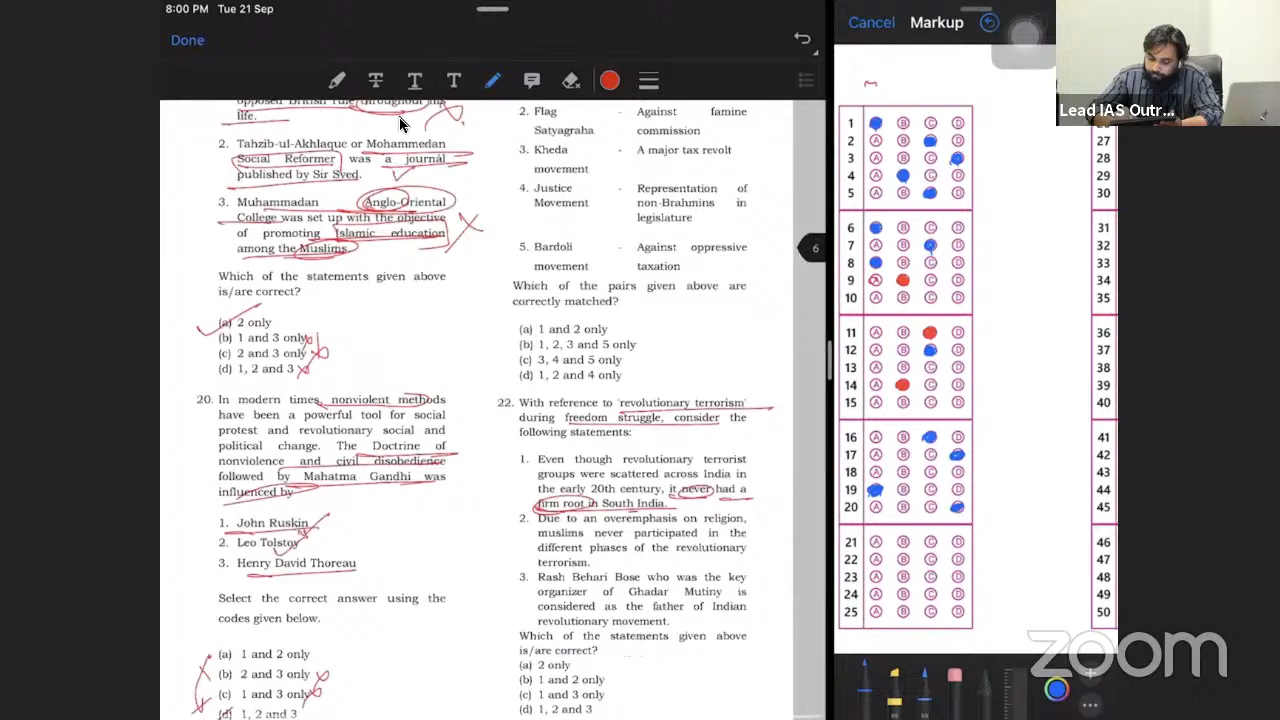 8:00 PM Tue 21 Sep
Done
opposed British rule throughout his
life.
2. Tahzib-ul-Akhlaque or Mohammedan
Social Reformer was a journal
published by Sir Syed.
3. Muhammadan Anglo-Oriental
College was set up with the objective
of promoting Islamic education
among the Muslims.
Which of the statements given above
is/are correct?
(a) 2 only
(b) 1 and 3 only
(c) 2 and 3 only
(d) 1, 2 and 3
20. In modern times, nonviolent methods
have been a powerful tool for social
protest and revolutionary social and
political change. The Doctrine of
nonviolence and civil disobedience
followed by Mahatma Gandhi was
influenced by
1. John Ruskin
2. Leo Tolstoy
3. Henry David Thoreau
Select the correct answer using the
codes given below.
(a) 1 and 2 only
(b) 2 and 3 only
(c) 1 and 3 only
(d) 1, 2 and 3
2. Flag - Against famine
Satyagraha commission
3. Kheda - A major tax revolt
movement
4. Justice - Representation of
Movement non-Brahmins in
legislature
5. Bardoli - Against oppressive
movement taxation
Which of the pairs given above are
correctly matched?
(a) 1 and 2 only
(b) 1, 2, 3 and 5 only
(c) 3, 4 and 5 only
(d) 1, 2 and 4 only
22. With reference to 'revolutionary terrorism'
during freedom struggle, consider the
following statements:
1. Even though revolutionary terrorist
groups were scattered across India in
the early 20th century, it never had a
firm root in South India.
2. Due to an overemphasis on religion,
muslims never participated in the
different phases of the revolutionary
terrorism.
3. Rash Behari Bose who was the key
organizer of Ghadar Mutiny is
considered as the father of Indian
revolutionary movement.
Which of the statements given above
is/are correct?
(a) 2 only
(b) 1 and 2 only
(c) 1 and 3 only
(d) 1, 2 and 3
6
Cancel Markup
Lead IAS Outr...
1 B C D
2 A B D 27
3 A B C 28
4 A C D 29
5 A B D 30
6 B C D 31
7 A B D 32
8 B C D 33
9 A C D 34
10 A B C D 35
11 A B D 36
12 A B D 37
13 A B C D 38
14 A C D 39
15 A B C D 40
16 A B D 41
17 A B C 42
18 A B C D 43
19 B C D 44
20 A B C 45
21 A B C D 46
22 A B C D 47
23 A B C D 48
24 A B C D 49
25 A B C D 50
zoom